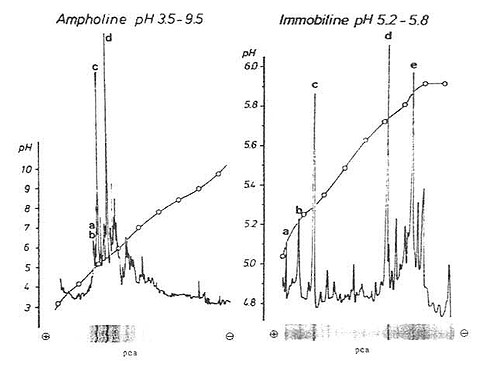 Ampholine pH 3.5-9.5
Immobiline pH 5.2-5.8
d
c
pH
10
9
8
7
6
5
4
3
a
b
⊕
⊖
pca
pH
6.0
5.8
5.6
5.4
5.2
5.0
4.8
d
c
e
b
a
⊕
⊖
pca